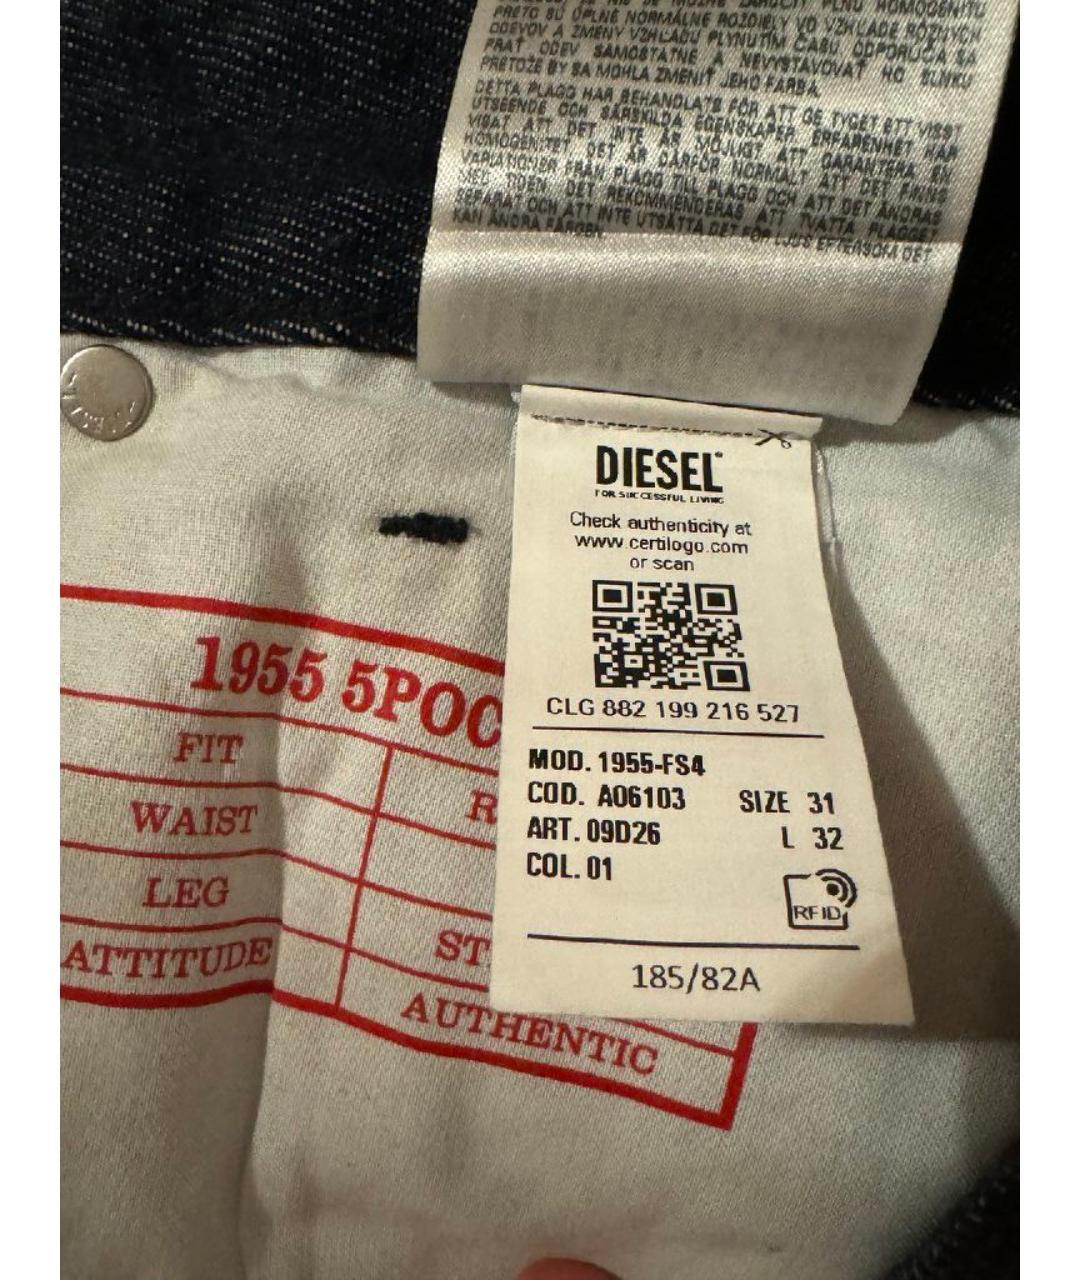 PRETO SÚ ÚPLNE NORMÁLNE ROZDIELY VO VZHĽADE RÔZNYCH
ODEVOV A ZMENY VZHĽADU PLYNUTÍM ČASU. ODPORÚČA SA
PRAŤ ODEV SAMOSTATNE A NEVYSTAVOVAŤ HO SLNKU
PRETOŽE BY SA MOHLA ZMENIŤ JEHO FARBA.
DETTA PLAGG HAR BEHANDLATS FÖR ATT GE TYGET ETT VISST
UTSEENDE OCH SÄRSKILDA EGENSKAPER. ERFARENHET HAR
VISAT ATT DET INTE ÄR MÖJLIGT ATT GARANTERA EN
HOMOGENITET. DET ÄR DÄRFÖR NORMALT ATT DET FINNS
VARIATIONER FRÅN PLAGG TILL PLAGG OCH ATT DET ÄNDRAS
MED TIDEN. DET REKOMMENDERAS ATT TVÄTTA PLAGGET
SEPARAT OCH ATT INTE UTSÄTTA DET FÖR LJUS EFTERSOM DET
KAN ÄNDRA FÄRGEN.
DIESEL
FOR SUCCESSFUL LIVING
Check authenticity at
www.certilogo.com
or scan
CLG 882 199 216 527
MOD. 1955-FS4
COD. A06103 SIZE 31
ART. 09D26 L 32
COL. 01
RFID
185/82A
1955 5POC
FIT
WAIST R
LEG
ATTITUDE ST
AUTHENTIC